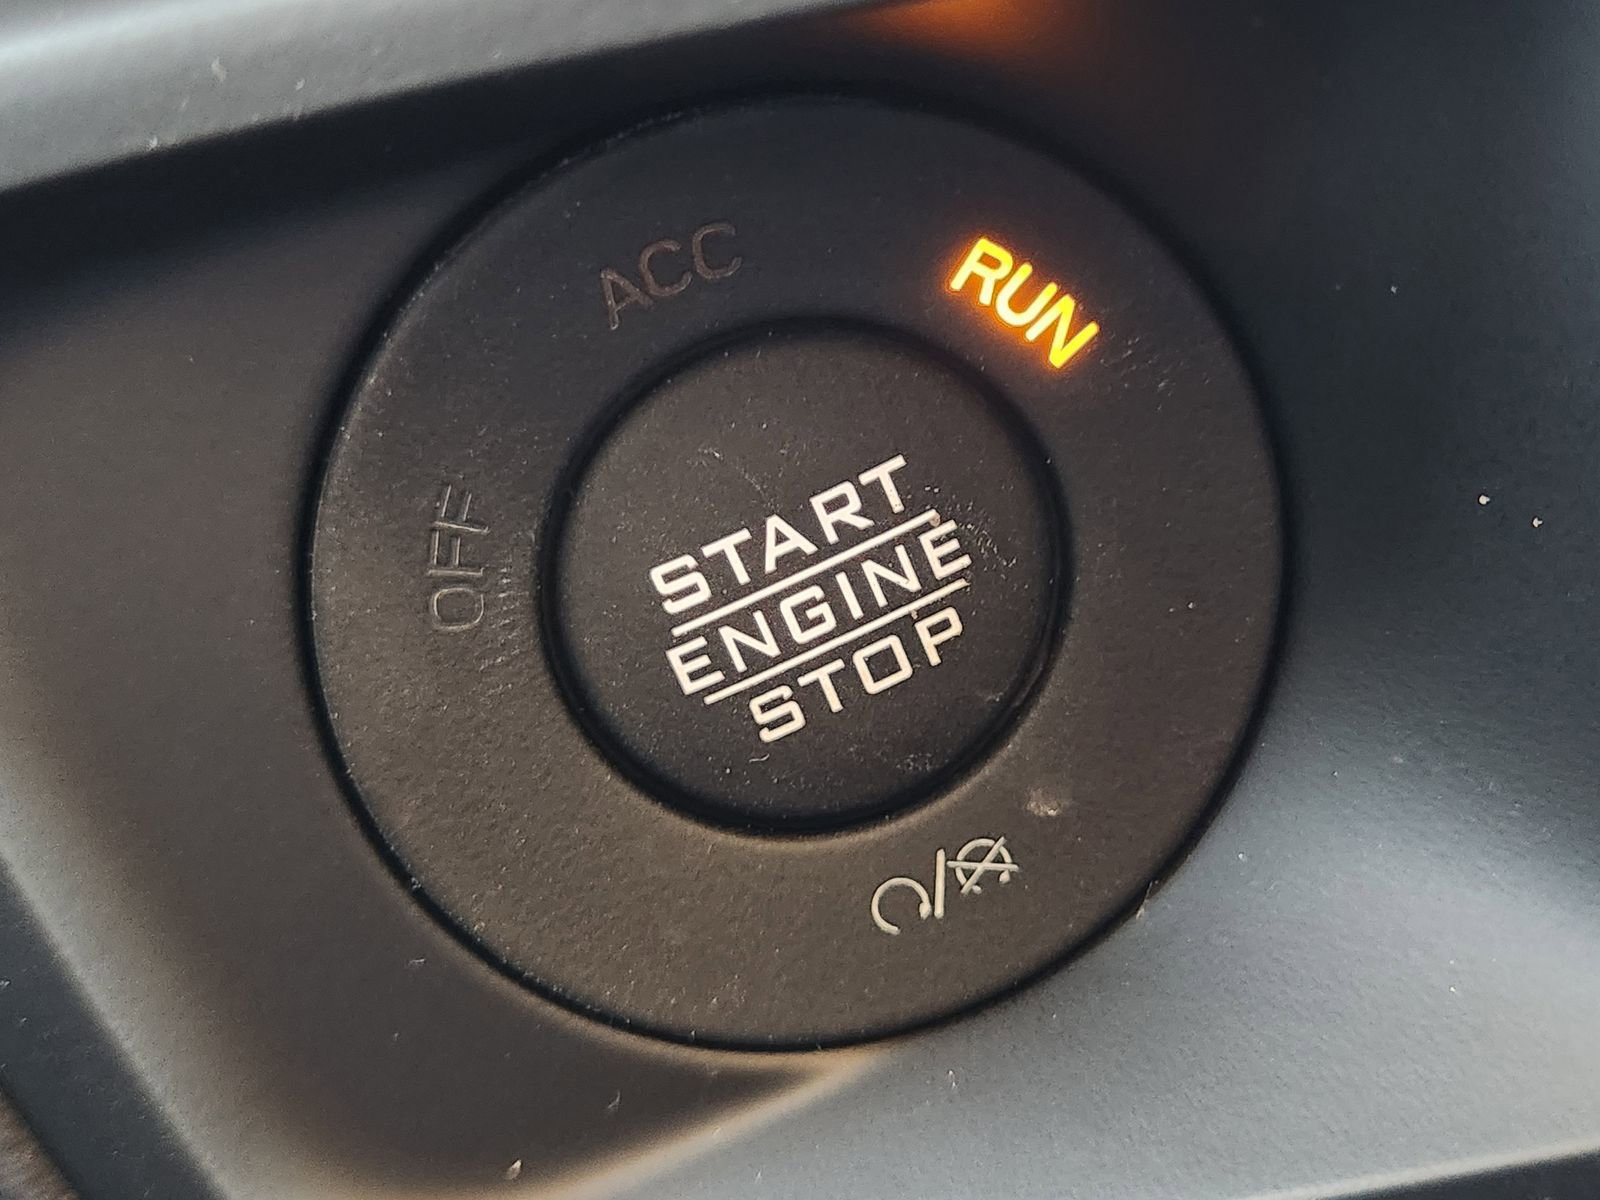 ACC
RUN
OFF
START
ENGINE
STOP